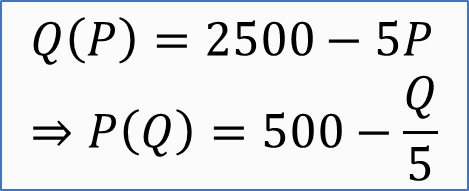 Q(P) = 2500 − 5P
⇒ P(Q) = 500 − Q/5